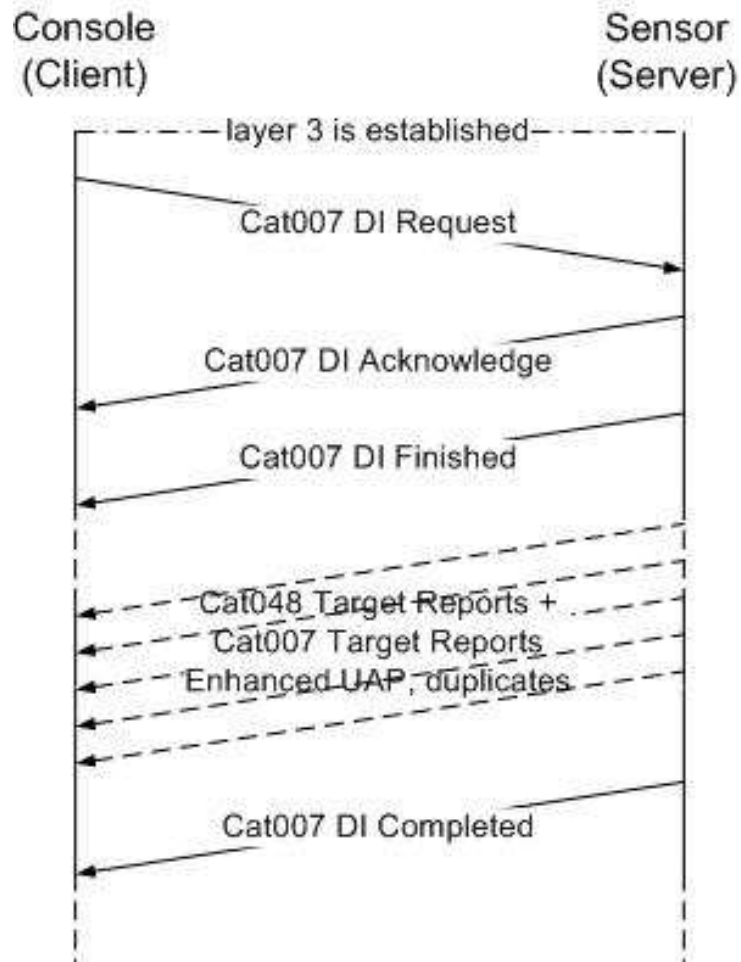 Console
(Client)
Sensor
(Server)
layer 3 is established
Cat007 DI Request
Cat007 DI Acknowledge
Cat007 DI Finished
Cat048 Target Reports +
Cat007 Target Reports
Enhanced UAP, duplicates
Cat007 DI Completed